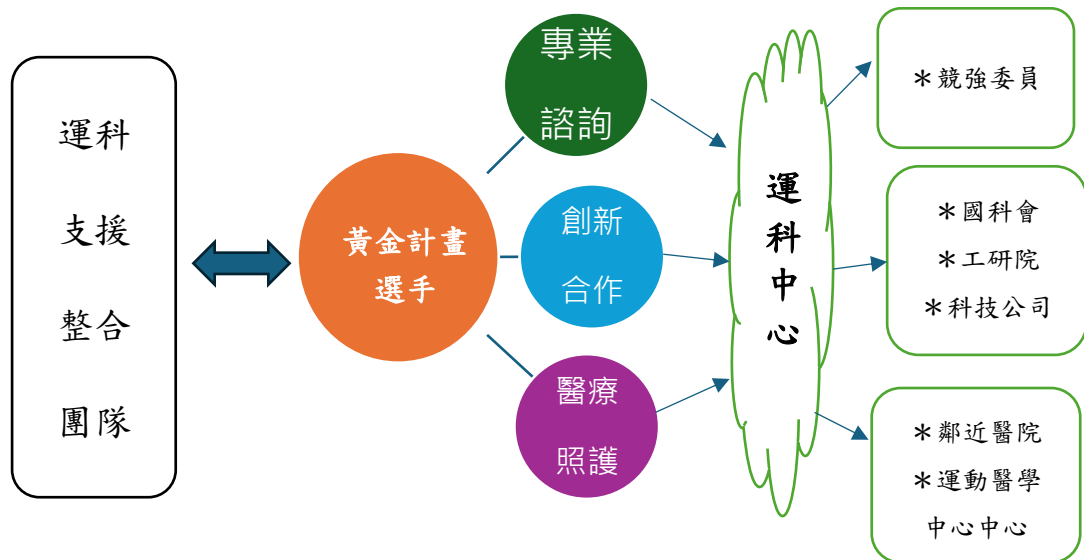 運科
支援
整合
團隊
黃金計畫
選手
專業
諮詢
創新
合作
醫療
照護
運
科
中
心
＊競強委員
＊國科會
＊工研院
＊科技公司
＊鄰近醫院
＊運動醫學
中心中心